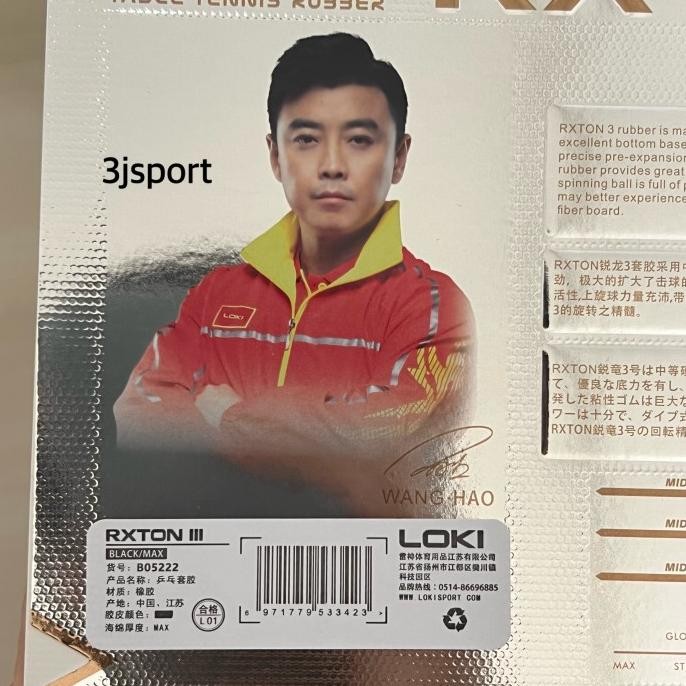 TABLE TENNIS RUBBER
3jsport
RXTON 3 rubber is
excellent bottom base
precise pre-expansion
rubber provides great
spinning ball is full of
may better experience
fiber board.
RXTON锐龙3套胶采用
劲，极大的扩大了击球的
活性，上旋球力量充沛，带
3的旋转之精髓。
RXTON鋭竜3号は中等硬
て、優良な底力を有し、
発した粘性ゴムは巨大な
ワーは十分で、ダイブ式
RXTON鋭竜3号の回転精
LOKI
WANG HAO
MID
MID
MID
GLO
MAX
ST
RXTON III
BLACK/MAX
货号：B05222
产品名称：乒乓套胶
材质：橡胶
产地：中国、江苏
胶皮颜色：
海绵厚度：MAX
合格
L01
6 971779 533423 >
LOKI
雷神体育用品江苏有限公司
江苏省扬州市江都区樊川镇
科技园区
品牌热线：0514-86696885
WWW.LOKISPORT.COM